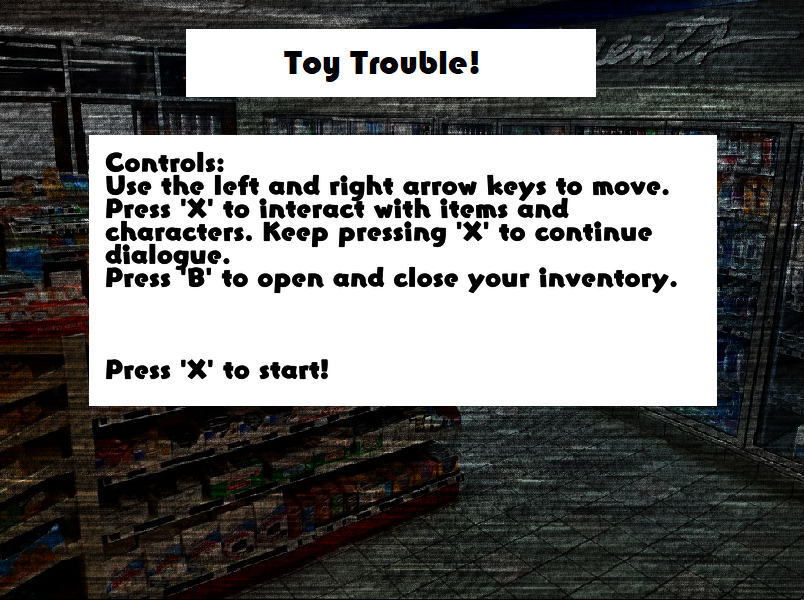 Toy Trouble!
Controls:
Use the left and right arrow keys to move.
Press 'X' to interact with items and
characters. Keep pressing 'X' to continue
dialogue.
Press 'B' to open and close your inventory.
Press 'X' to start!